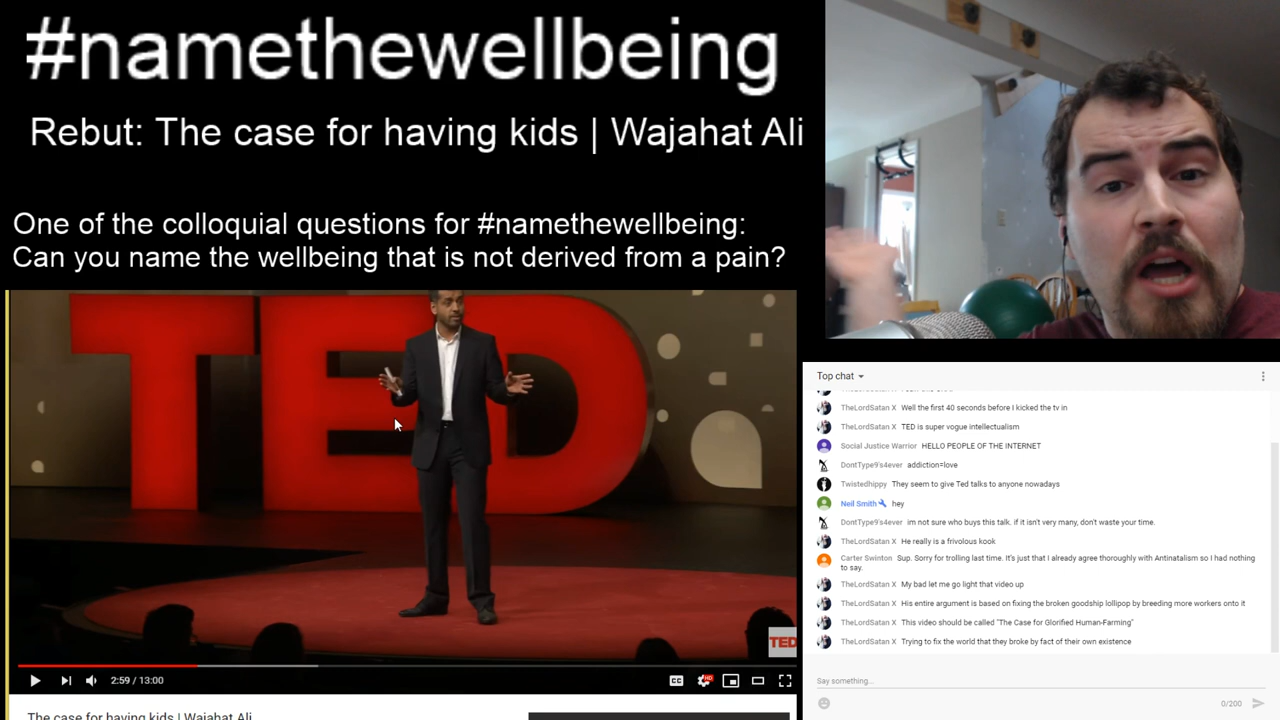 #namethewellbeing
Rebut: The case for having kids | Wajahat Ali
One of the colloquial questions for #namethewellbeing:
Can you name the wellbeing that is not derived from a pain?
TED
TED
2:59 / 13:00
CC
HD
The case for having kids | Wajahat Ali
Top chat
TheLordSatan X
TheLordSatan X Well the first 40 seconds before I kicked the tv in
TheLordSatan X TED is super vogue intellectualism
Social Justice Warrior HELLO PEOPLE OF THE INTERNET
DontType9's4ever addiction=love
Twistedhippy They seem to give Ted talks to anyone nowadays
Neil Smith hey
DontType9's4ever im not sure who buys this talk. if it isn't very many, don't waste your time.
TheLordSatan X He really is a frivolous kook
Carter Swinton Sup. Sorry for trolling last time. It's just that I already agree thoroughly with Antinatalism so I had nothing
to say.
TheLordSatan X My bad let me go light that video up
TheLordSatan X His entire argument is based on fixing the broken goodship lollipop by breeding more workers onto it
TheLordSatan X This video should be called "The Case for Glorified Human-Farming"
TheLordSatan X Trying to fix the world that they broke by fact of their own existence
Say something...
0/200